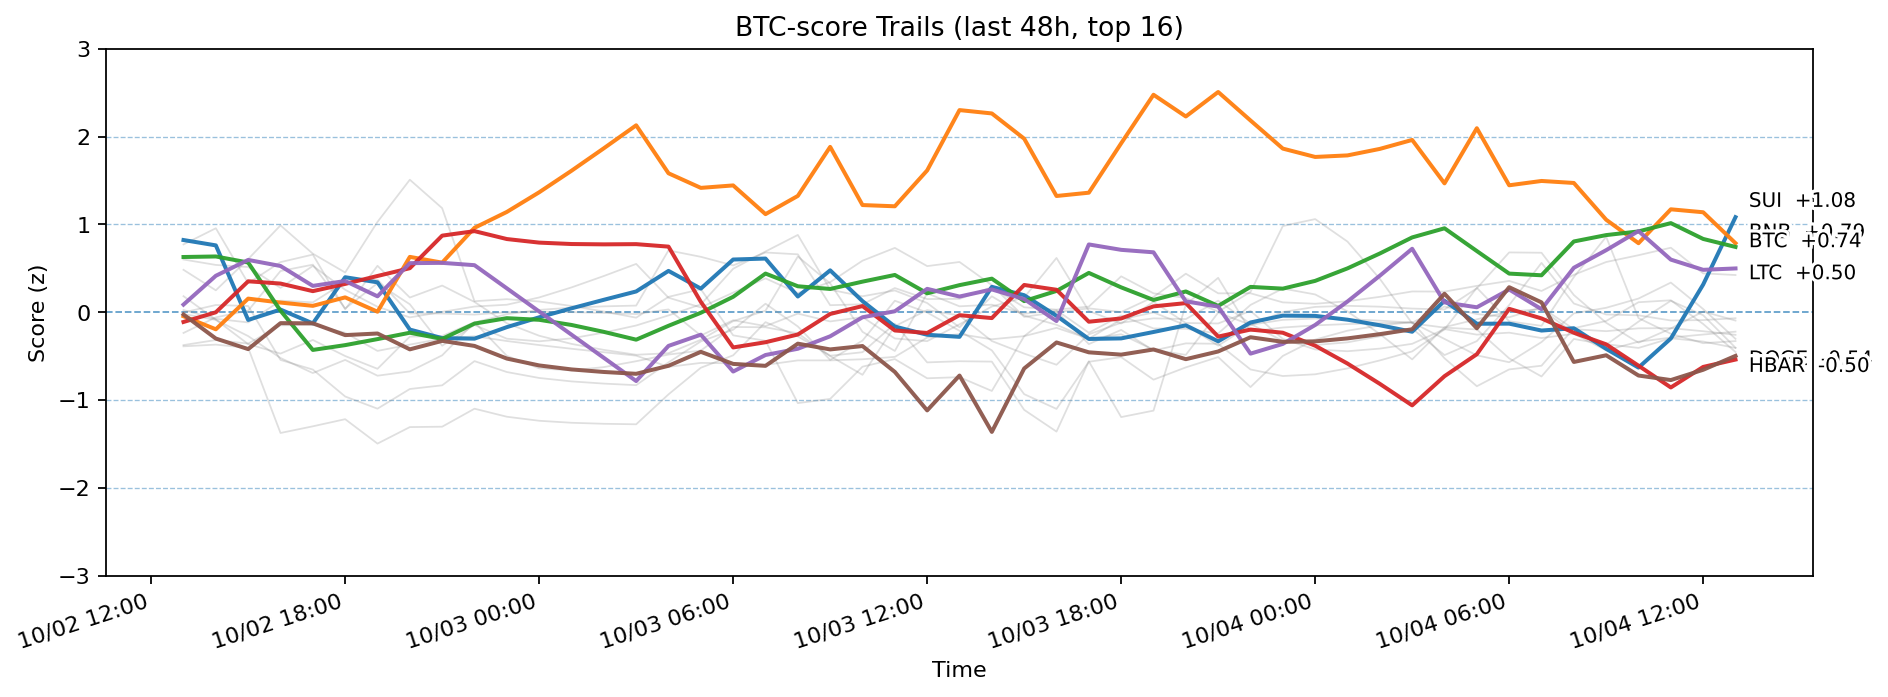 BTC-score Trails (last 48h, top 16)
3
2
1
0
−1
−2
−3
Score (z)
SUI +1.08
BTC +0.74
LTC +0.50
HBAR -0.50
10/02 12:00
10/02 18:00
10/03 00:00
10/03 06:00
10/03 12:00
10/03 18:00
10/04 00:00
10/04 06:00
10/04 12:00
Time